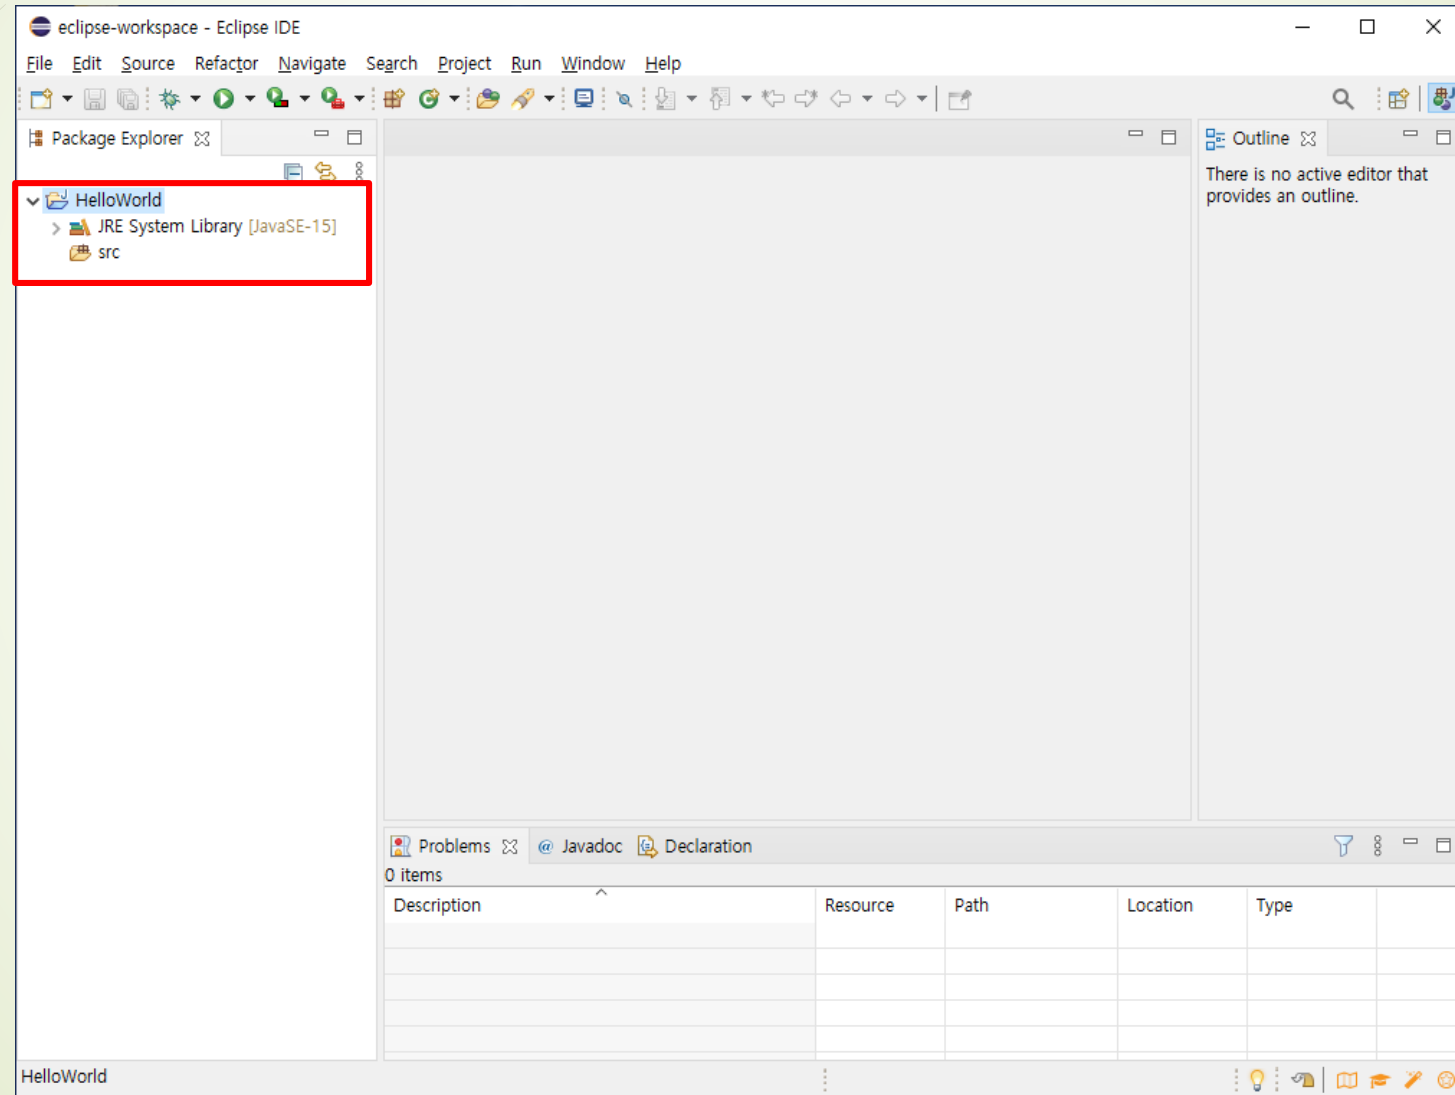 eclipse-workspace - Eclipse IDE
File Edit Source Refactor Navigate Search Project Run Window Help
Package Explorer
HelloWorld
JRE System Library [JavaSE-15]
src
Outline
There is no active editor that
provides an outline.
Problems @ Javadoc Declaration
0 items
Description Resource Path Location Type
HelloWorld